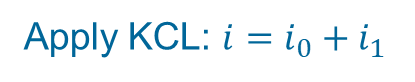 Apply KCL: i = i₀ + i₁